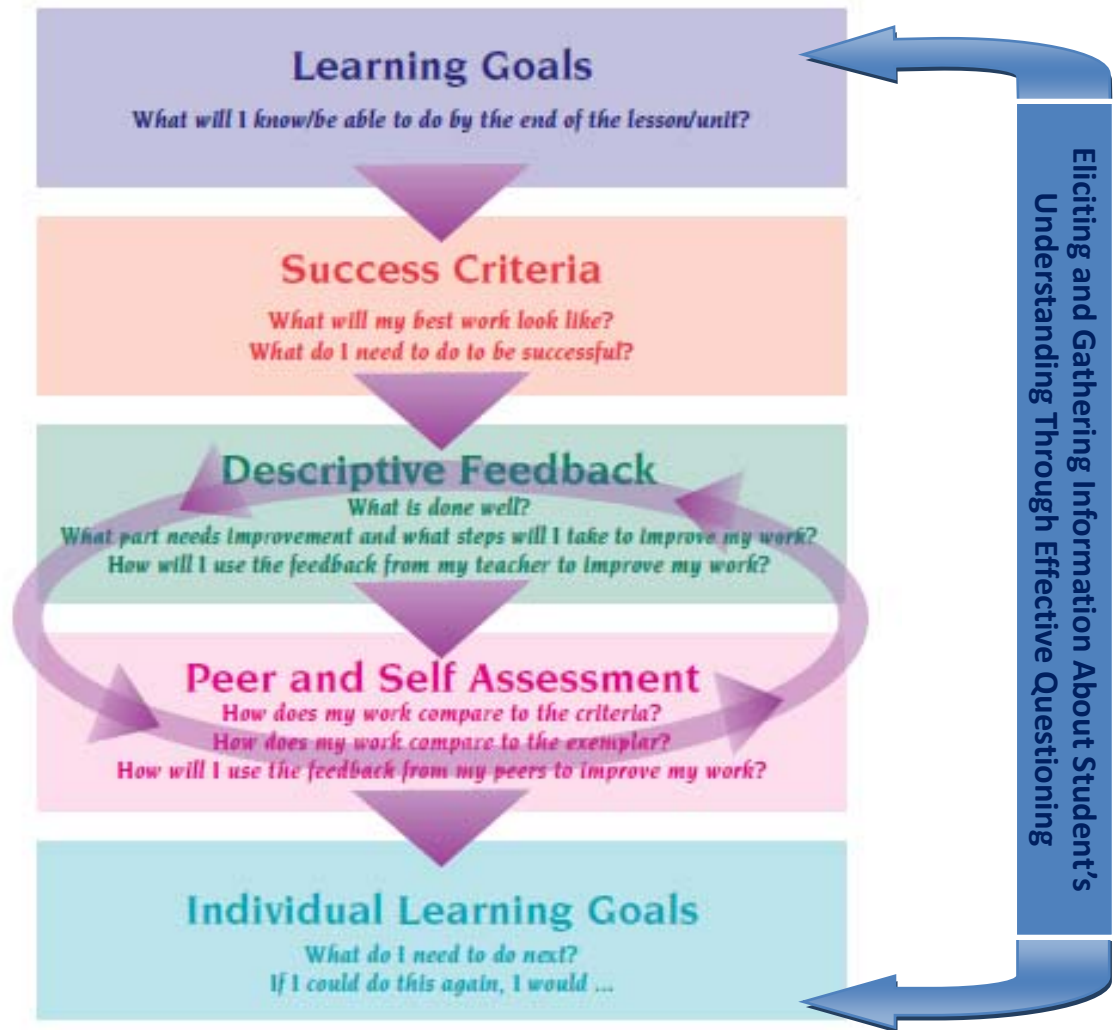 Learning Goals
What will I know/be able to do by the end of the lesson/unit?
Success Criteria
What will my best work look like?
What do I need to do to be successful?
Descriptive Feedback
What is done well?
What part needs improvement and what steps will I take to improve my work?
How will I use the feedback from my teacher to improve my work?
Peer and Self Assessment
How does my work compare to the criteria?
How does my work compare to the exemplar?
How will I use the feedback from my peers to improve my work?
Individual Learning Goals
What do I need to do next?
If I could do this again, I would ...
Eliciting and Gathering Information About Student’s
Understanding Through Effective Questioning